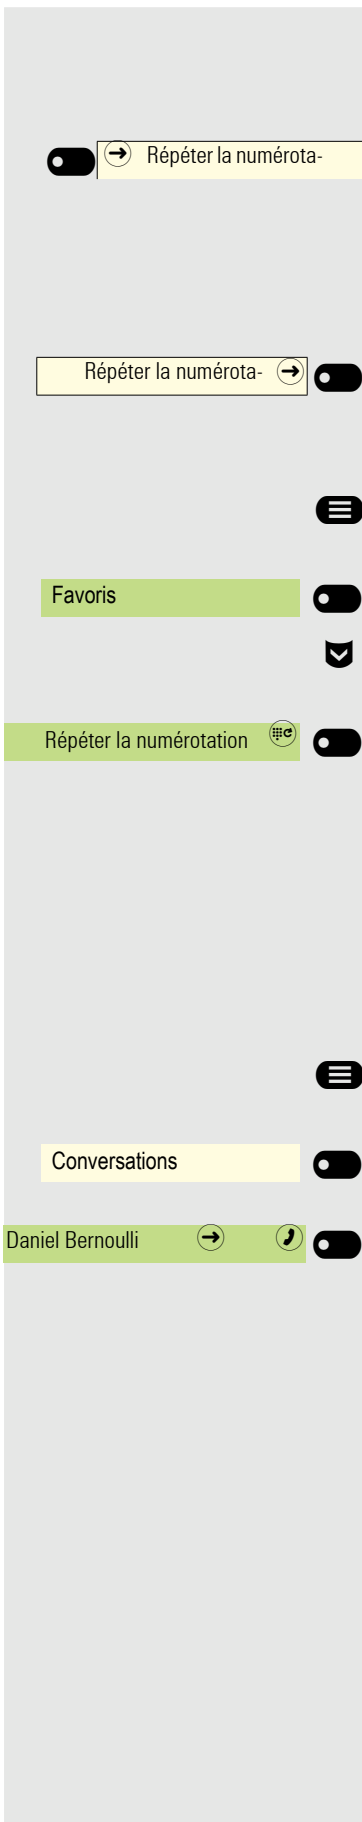 Répéter la numérota-
Répéter la numérota-
Favoris
Répéter la numérotation
Conversations
Daniel Bernoulli